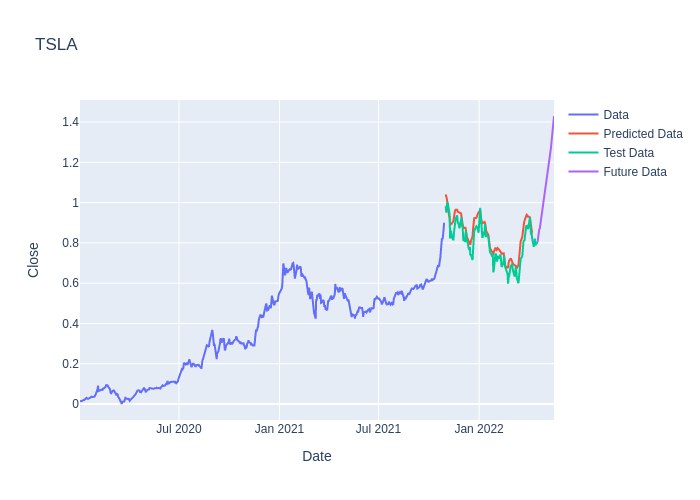 TSLA
Data
Predicted Data
Test Data
Future Data
Close
1.4
1.2
1
0.8
0.6
0.4
0.2
0
Jul 2020
Jan 2021
Jul 2021
Jan 2022
Date